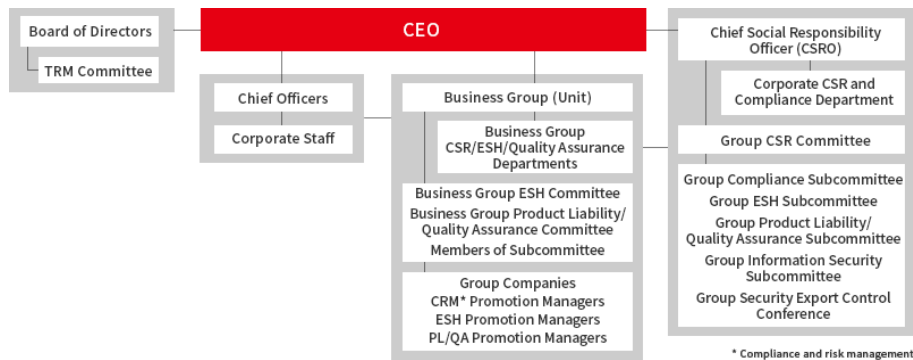 Board of Directors
TRM Committee
CEO
Chief Officers
Corporate Staff
Business Group (Unit)
Business Group
CSR/ESH/Quality Assurance
Departments
Business Group ESH Committee
Business Group Product Liability/
Quality Assurance Committee
Members of Subcommittee
Group Companies
CRM* Promotion Managers
ESH Promotion Managers
PL/QA Promotion Managers
Chief Social Responsibility
Officer (CSRO)
Corporate CSR and
Compliance Department
Group CSR Committee
Group Compliance Subcommittee
Group ESH Subcommittee
Group Product Liability/
Quality Assurance Subcommittee
Group Information Security
Subcommittee
Group Security Export Control
Conference
* Compliance and risk management